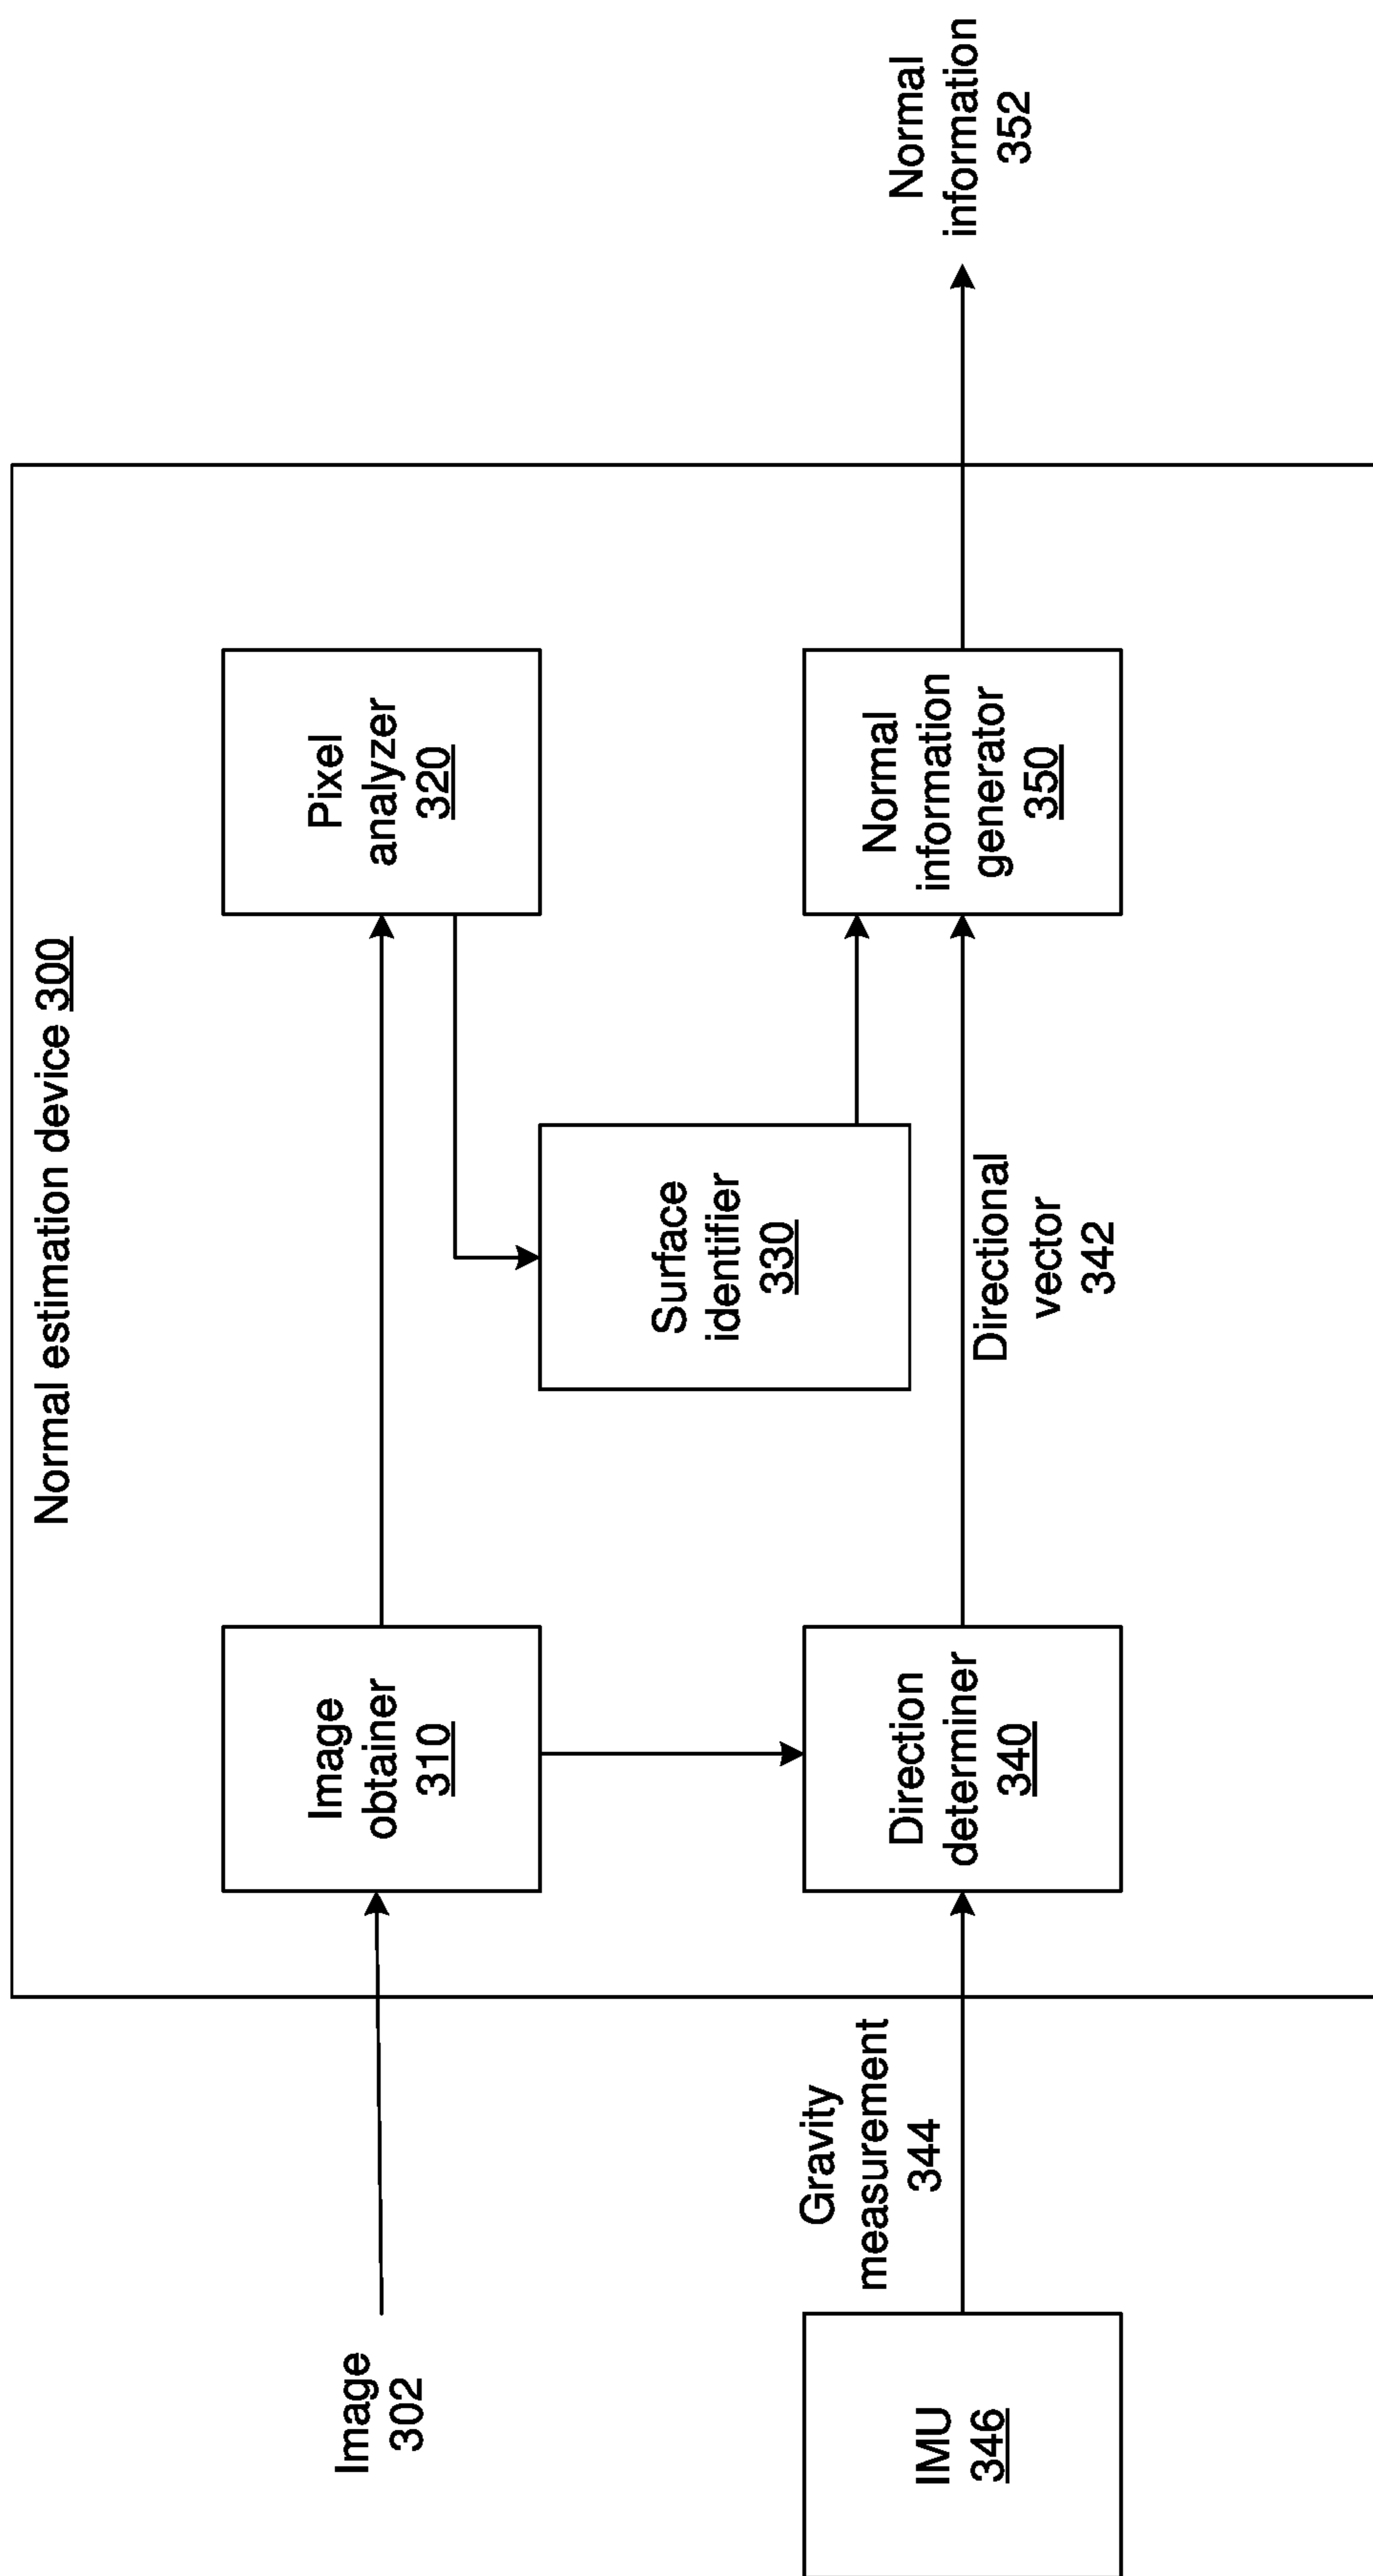 Normal estimation device 300
Image
302
Image
obtainer
310
Pixel
analyzer
320
Surface
identifier
330
IMU
346
Gravity
measurement
344
Direction
determiner
340
Directional
vector
342
Normal
information
generator
350
Normal
information
352